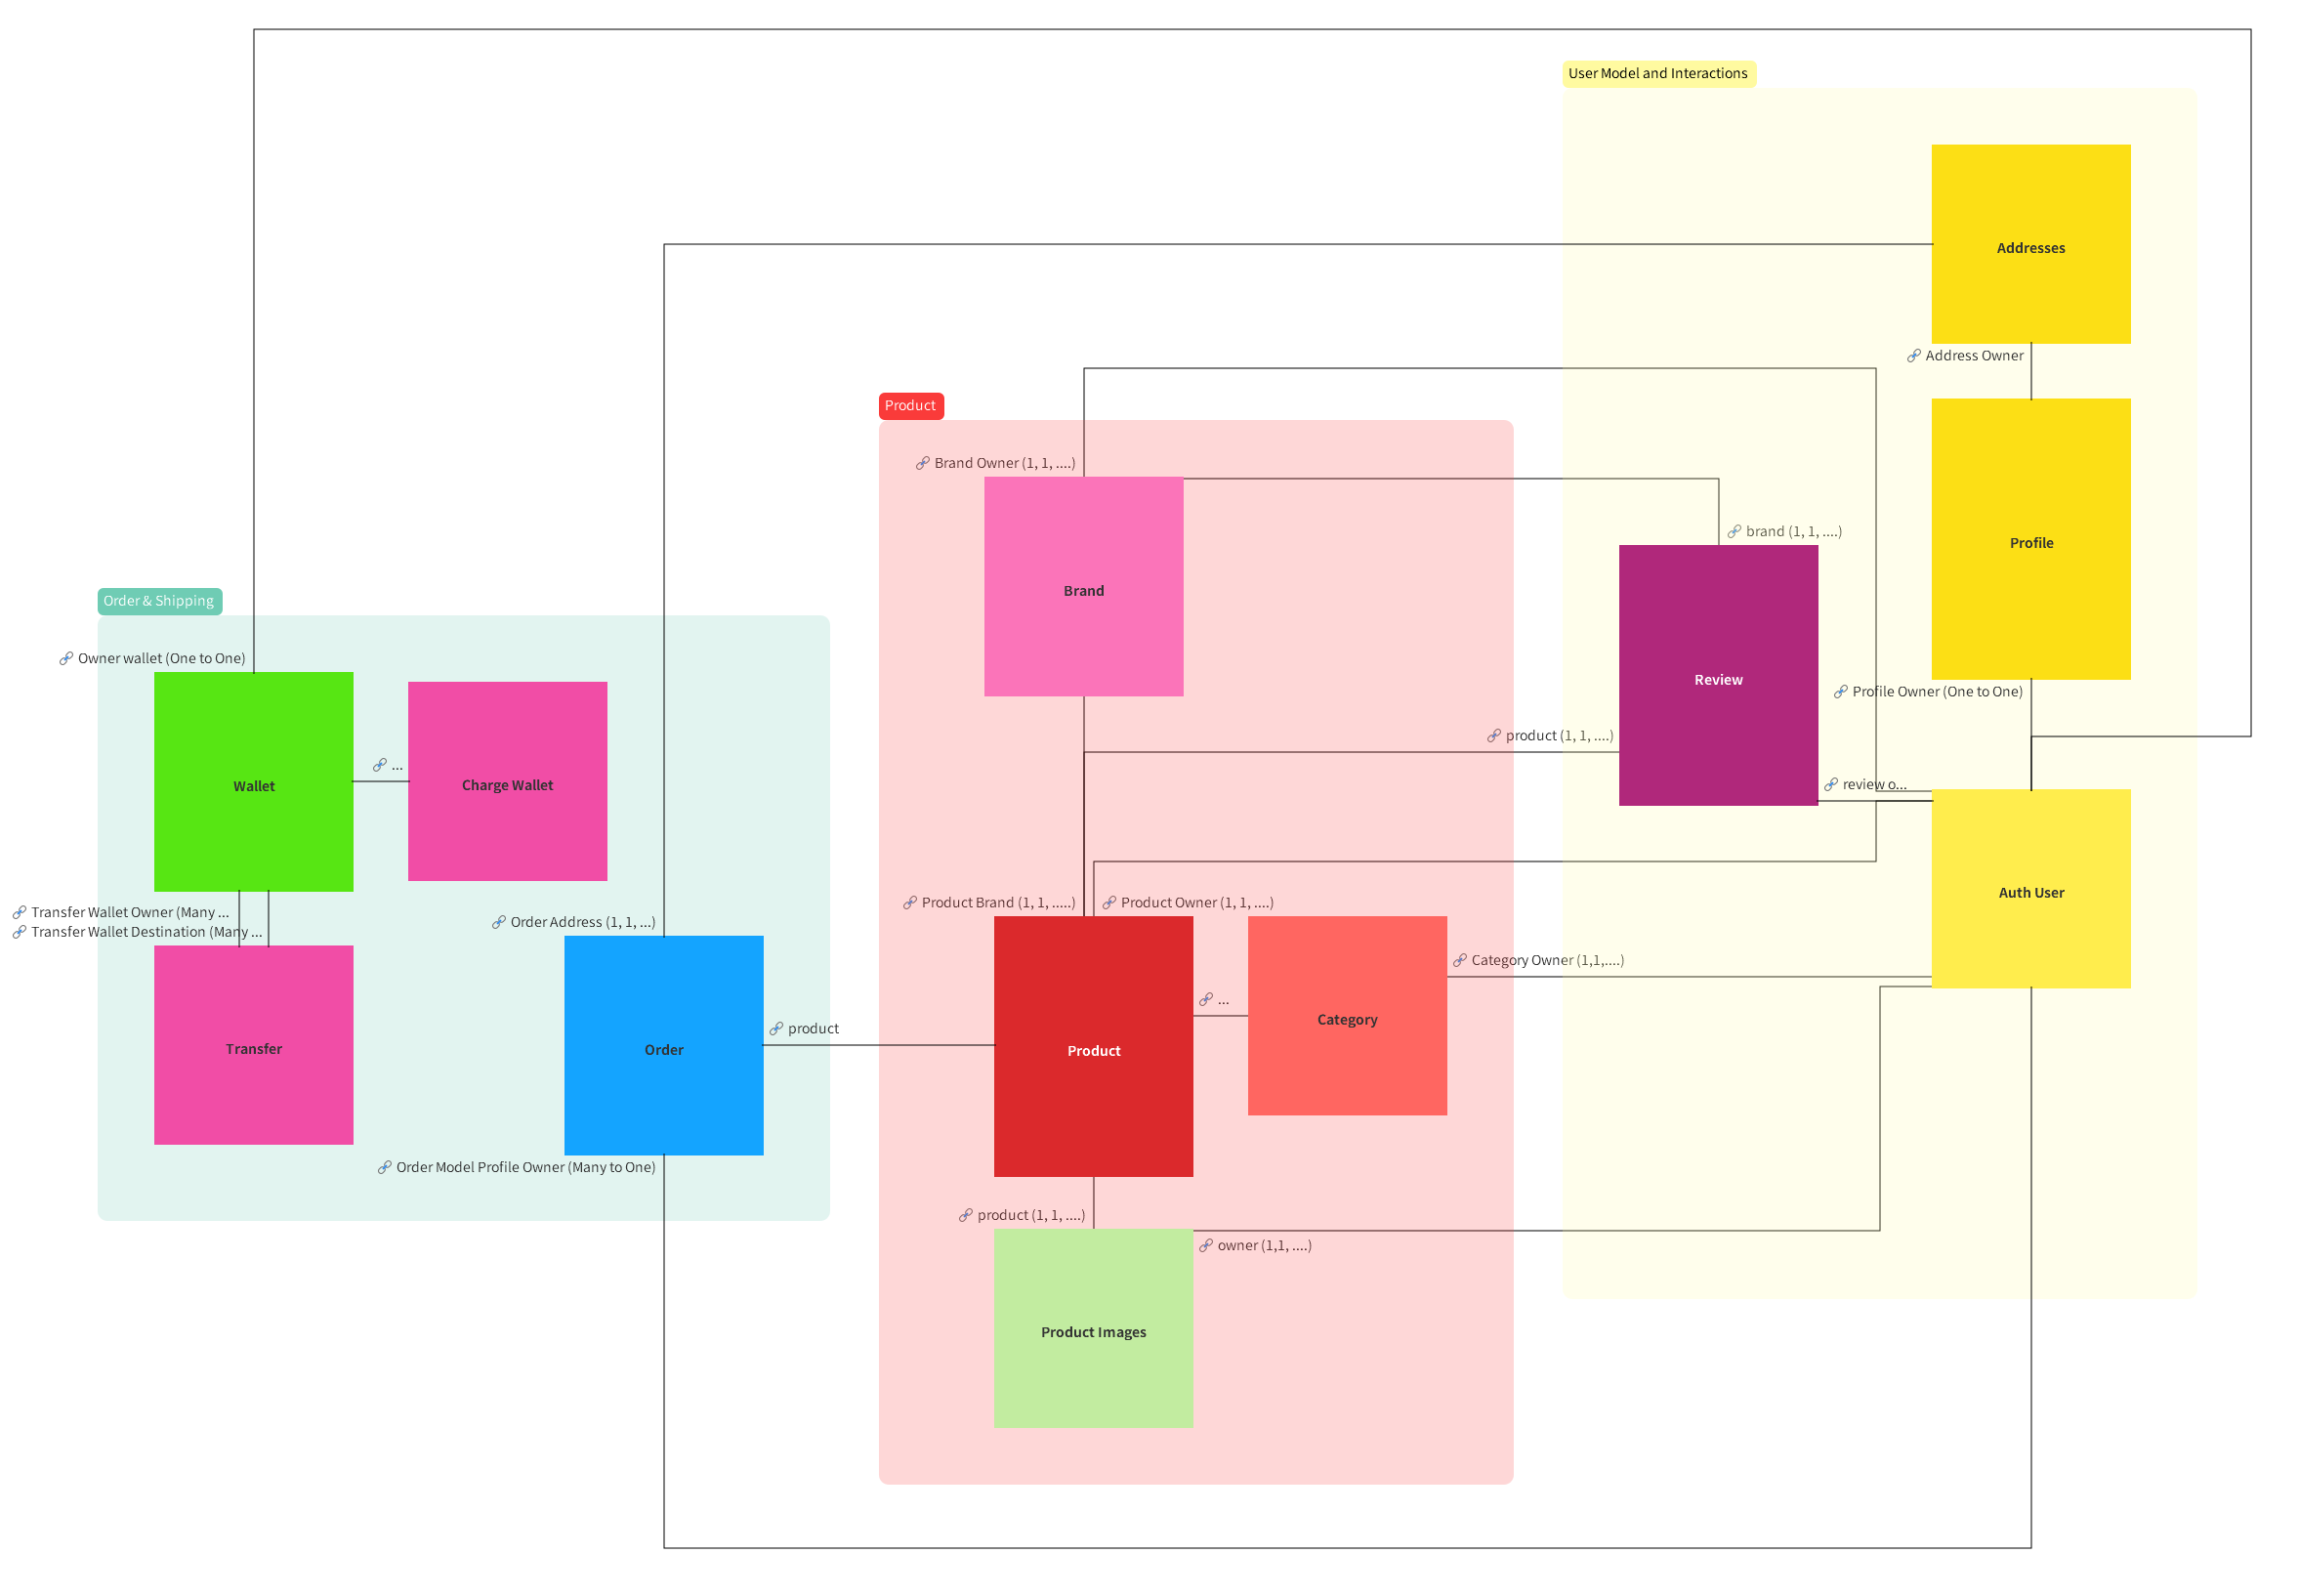 User Model and Interactions
Addresses
Address Owner
Product
Brand Owner (1, 1, ....)
brand (1, 1, ....)
Profile
Brand
Order & Shipping
Owner wallet (One to One)
Review
Profile Owner (One to One)
product (1, 1, ....)
...
Wallet
Charge Wallet
review o...
Auth User
Transfer Wallet Owner (Many ...
Transfer Wallet Destination (Many ...
Order Address (1, 1, ...)
Product Brand (1, 1, .....)
Product Owner (1, 1, ....)
Category Owner (1,1,....)
...
Category
product
Transfer
Order
Product
Order Model Profile Owner (Many to One)
product (1, 1, ....)
owner (1,1, ....)
Product Images